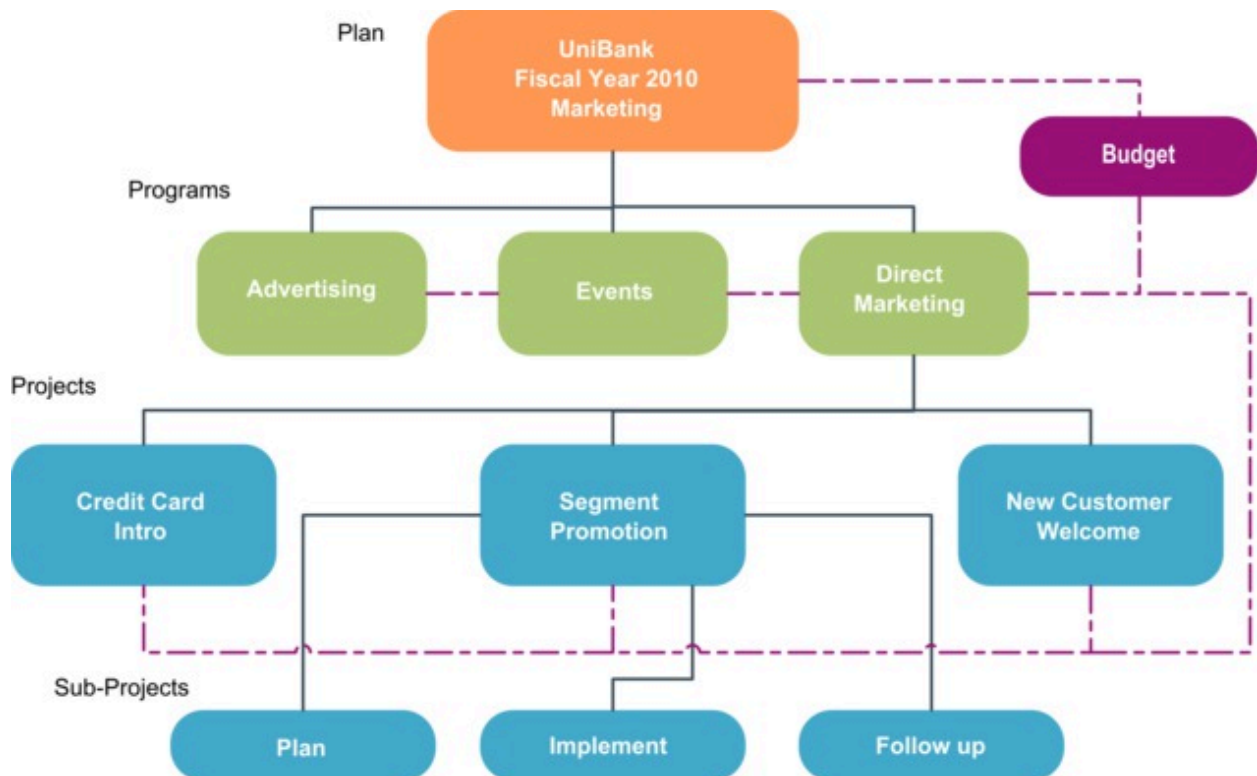 Plan
UniBank
Fiscal Year 2010
Marketing
Budget
Programs
Advertising
Events
Direct
Marketing
Projects
Credit Card
Intro
Segment
Promotion
New Customer
Welcome
Sub-Projects
Plan
Implement
Follow up